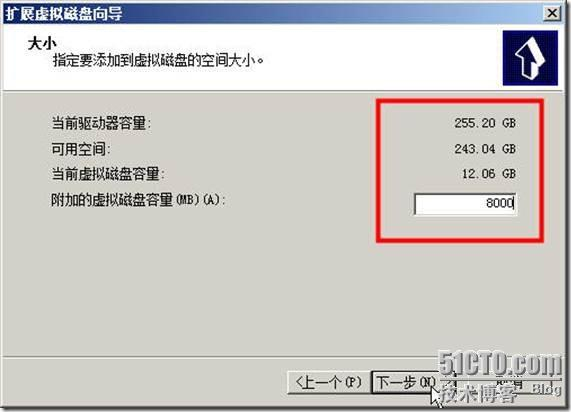 扩展虚拟磁盘向导
大小
指定要添加到虚拟磁盘的空间大小。
当前驱动器容量: 255.20 GB
可用空间: 243.04 GB
当前虚拟磁盘容量: 12.06 GB
附加的虚拟磁盘容量(MB)(A): 8000
<上一个(P) 下一步(N) 取消
51CTO.com
技术博客 Blog